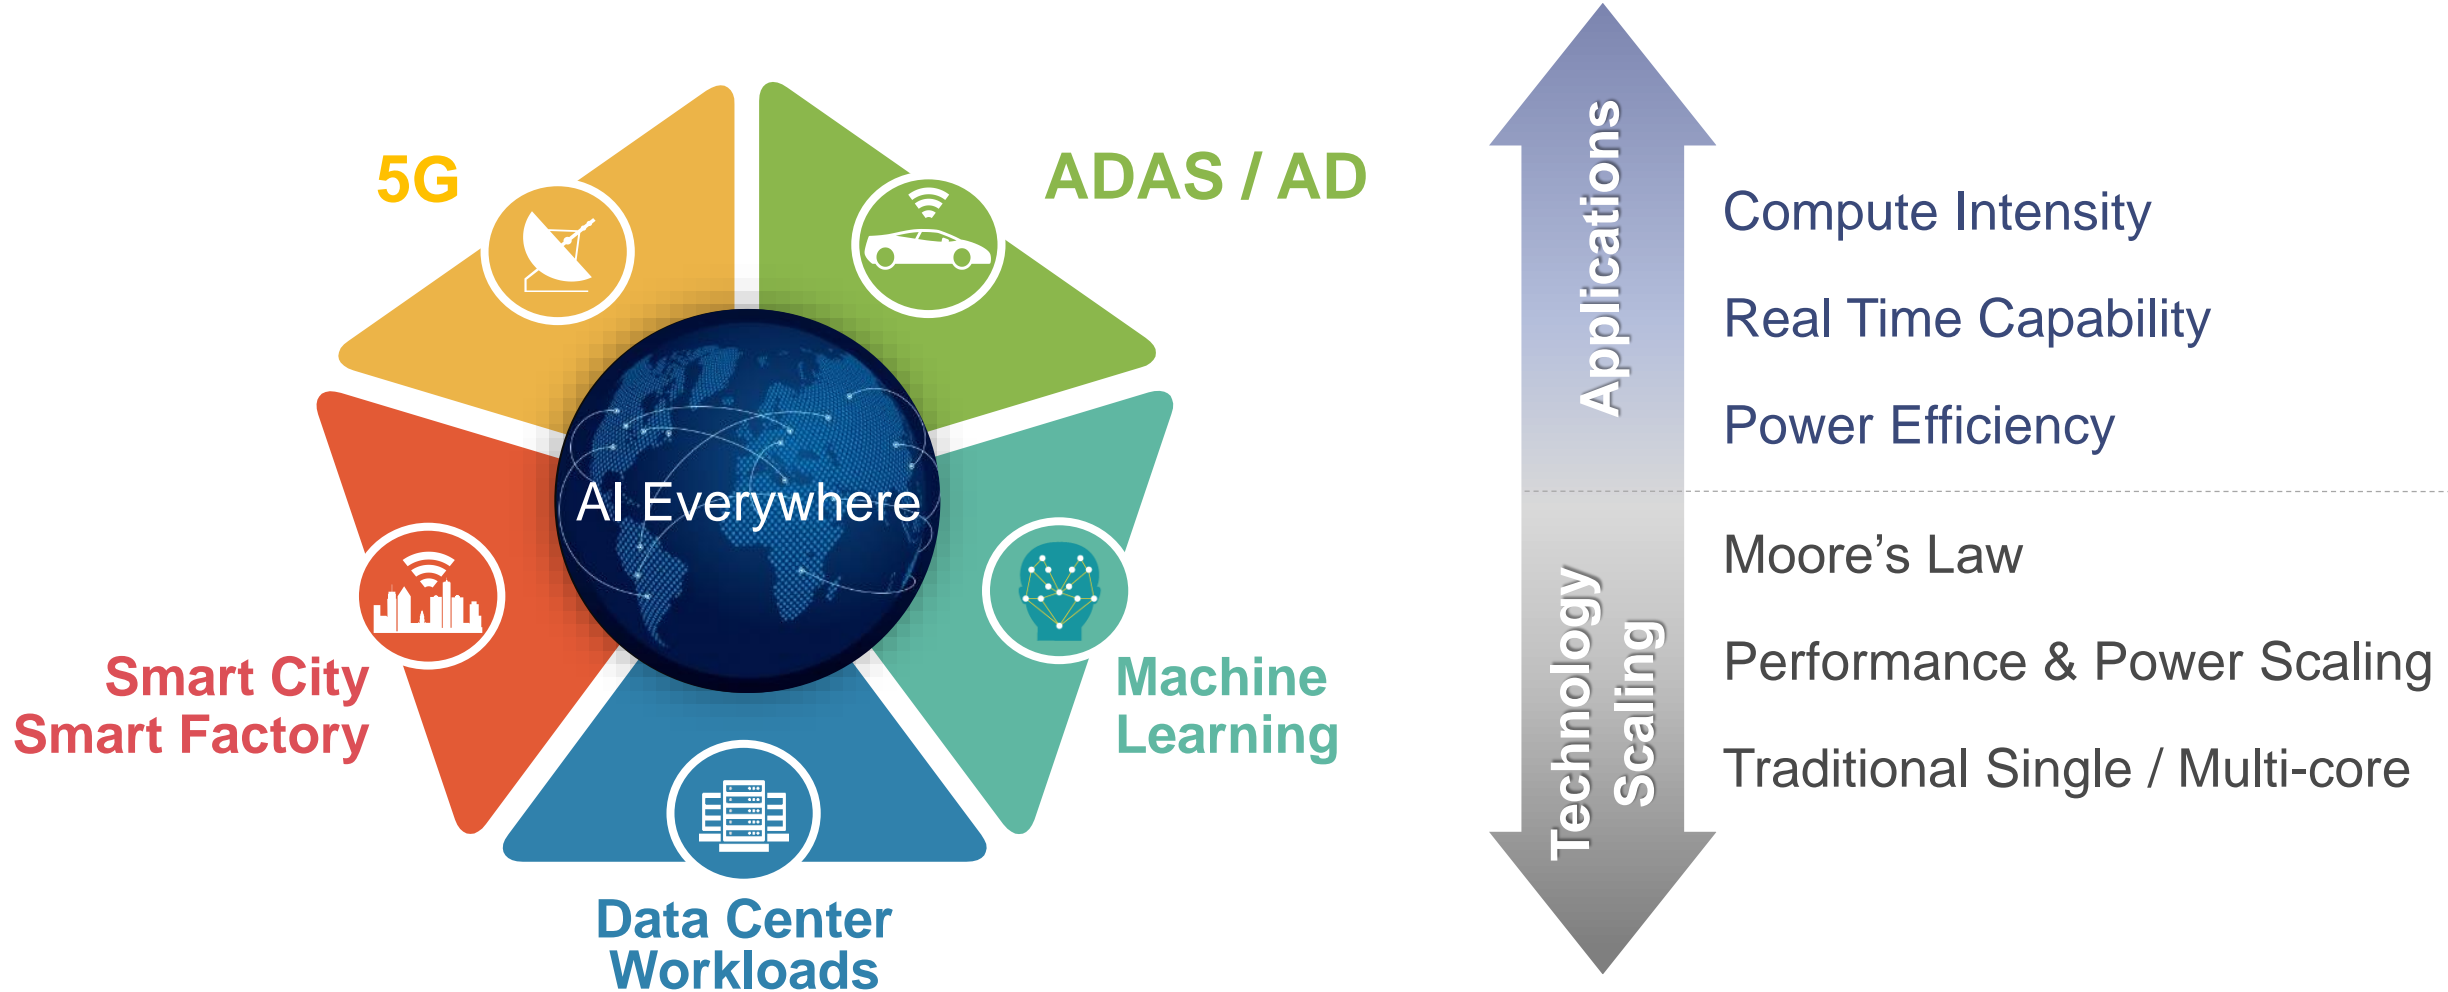 5G
ADAS / AD
AI Everywhere
Smart City
Smart Factory
Machine
Learning
Data Center
Workloads
Applications
Compute Intensity
Real Time Capability
Power Efficiency
Technology
Scaling
Moore’s Law
Performance & Power Scaling
Traditional Single / Multi-core